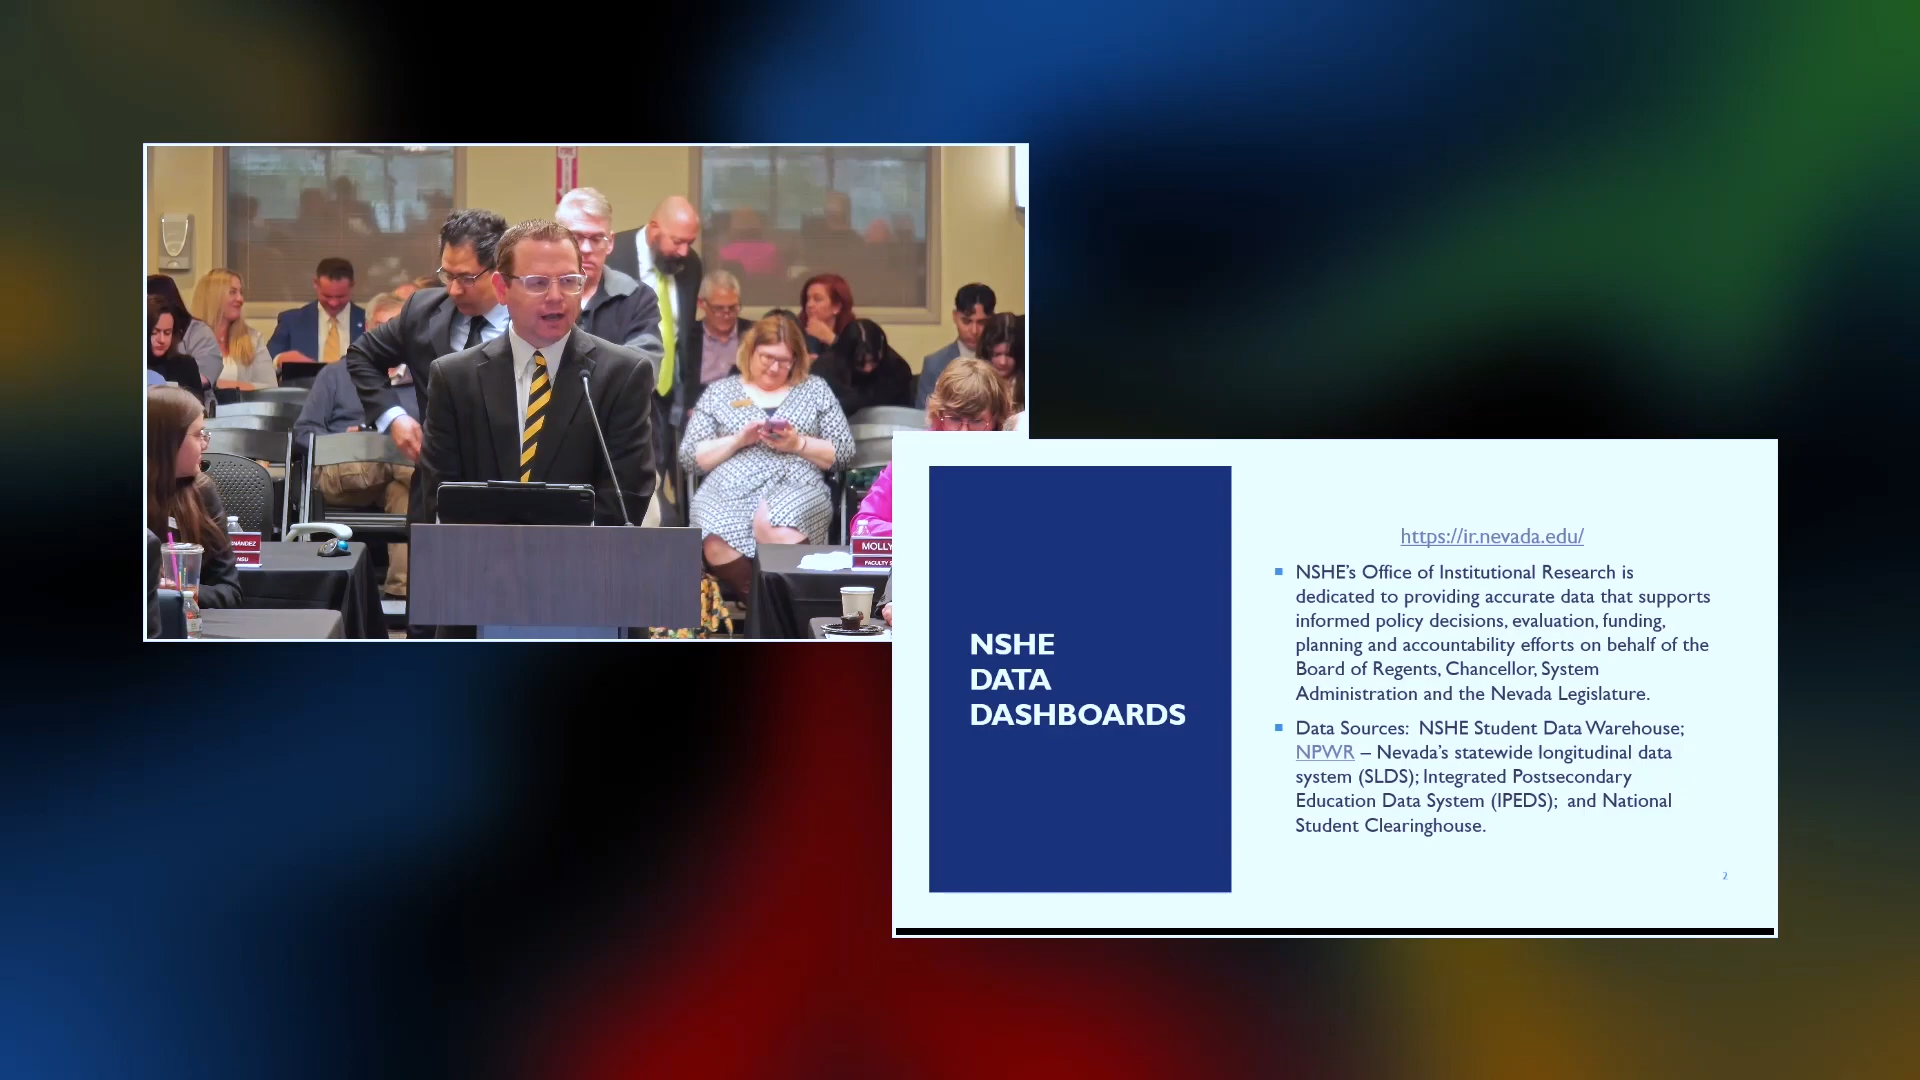 NSU
MOLLY
NSHE
DATA
DASHBOARDS
https://ir.nevada.edu/
NSHE's Office of Institutional Research is
dedicated to providing accurate data that supports
informed policy decisions, evaluation, funding,
planning and accountability efforts on behalf of the
Board of Regents, Chancellor, System
Administration and the Nevada Legislature.
Data Sources:  NSHE Student Data Warehouse;
NPWR – Nevada's statewide longitudinal data
system (SLDS); Integrated Postsecondary
Education Data System (IPEDS);  and National
Student Clearinghouse.
2